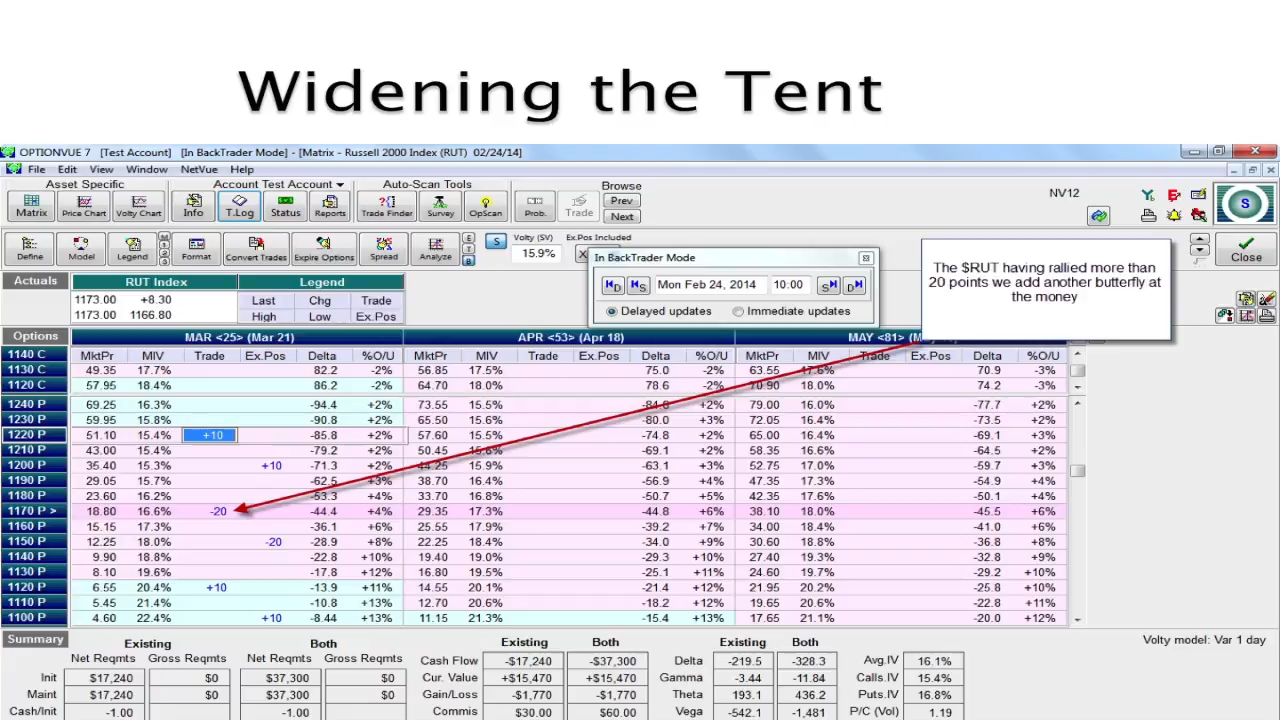 Widening the Tent
OPTIONVUE 7 [Test Account] [In BackTrader Mode] - [Matrix - Russell 2000 Index (RUT) 02/24/14]
File Edit View Window NetVue Help
Asset Specific Account Test Account Auto-Scan Tools Browse
Matrix Price Chart Volty Chart Info T.Log Status Reports Trade Finder Survey OpScan Prob. Trade Prev
Next
NV12
S
Define Model Legend M 1 2 3 Format Convert Trades Expire Options Spread Analyze E T B S Volty (SV) Ex.Pos Included
15.9% X
Close
In BackTrader Mode
D S Mon Feb 24, 2014 10:00 S D
Delayed updates Immediate updates
The $RUT having rallied more than
20 points we add another butterfly at
the money
Actuals RUT Index Legend
1173.00 +8.30 Last Chg Trade
1173.00 1166.80 High Low Ex.Pos
Options MAR <25> (Mar 21) APR <53> (Apr 18) MAY <81>
1140 C MktPr MIV Trade Ex.Pos Delta %O/U MktPr MIV Trade Ex.Pos Delta %O/U MktPr MIV Trade Ex.Pos Delta %O/U
1130 C 49.35 17.7% 82.2 -2% 56.85 17.5% 75.0 -2% 63.55 17.6% 70.9 -3%
1120 C 57.95 18.4% 86.2 -2% 64.70 18.0% 78.6 -2% 70.90 18.0% 74.2 -3%
1240 P 69.25 16.3% -94.4 +2% 73.55 15.5% -84.8 +2% 79.00 16.0% -77.7 +2%
1230 P 59.95 15.8% -90.8 +2% 65.50 15.6% -80.0 +3% 72.05 16.4% -73.5 +2%
1220 P 51.10 15.4% +10 -85.8 +2% 57.60 15.5% -74.8 +2% 65.00 16.4% -69.1 +3%
1210 P 43.00 15.4% -79.2 +2% 50.45 15.6% -69.1 +2% 58.35 16.6% -64.5 +3%
1200 P 35.40 15.3% +10 -71.3 +2% 44.25 15.9% -63.1 +3% 52.75 17.0% -59.7 +3%
1190 P 29.05 15.7% -62.5 +3% 38.70 16.4% -56.9 +4% 47.35 17.3% -54.9 +4%
1180 P 23.60 16.2% -53.3 +4% 33.70 16.8% -50.7 +5% 42.35 17.6% -50.1 +4%
1170 P > 18.80 16.6% -20 -44.4 +4% 29.35 17.3% -44.8 +6% 38.10 18.0% -45.5 +6%
1160 P 15.15 17.3% -36.1 +6% 25.55 17.9% -39.2 +7% 34.00 18.4% -41.0 +6%
1150 P 12.25 18.0% -20 -28.9 +8% 22.25 18.4% -34.0 +9% 30.60 18.8% -36.8 +8%
1140 P 9.90 18.8% -22.8 +10% 19.40 19.0% -29.3 +10% 27.40 19.3% -32.8 +9%
1130 P 8.10 19.6% -17.8 +12% 16.80 19.5% -25.1 +12% 24.60 19.7% -29.2 +10%
1120 P 6.55 20.4% +10 -13.9 +11% 14.55 20.1% -21.4 +12% 21.95 20.2% -25.8 +10%
1110 P 5.45 21.4% -10.8 +13% 12.70 20.6% -18.2 +12% 19.65 20.6% -22.8 +11%
1100 P 4.60 22.4% +10 -8.44 +13% 11.15 21.3% -15.4 +13% 17.65 21.1% -20.0 +12%
Summary Existing Both Existing Both Existing Both Volty model: Var 1 day
Net Reqmts Gross Reqmts Net Reqmts Gross Reqmts Cash Flow -$17,240 -$37,300 Delta -219.5 -328.3 Avg.IV 16.1%
Init $17,240 $0 $37,300 $0 Cur. Value +$15,470 +$15,470 Gamma -3.44 -11.84 Calls.IV 15.4%
Maint $17,240 $0 $37,300 $0 Gain/Loss -$1,770 -$1,770 Theta 193.1 436.2 Puts.IV 16.8%
Cash/Init -1.00 -1.00 Commis $30.00 $60.00 Vega -542.1 -1,481 P/C (Vol) 1.19